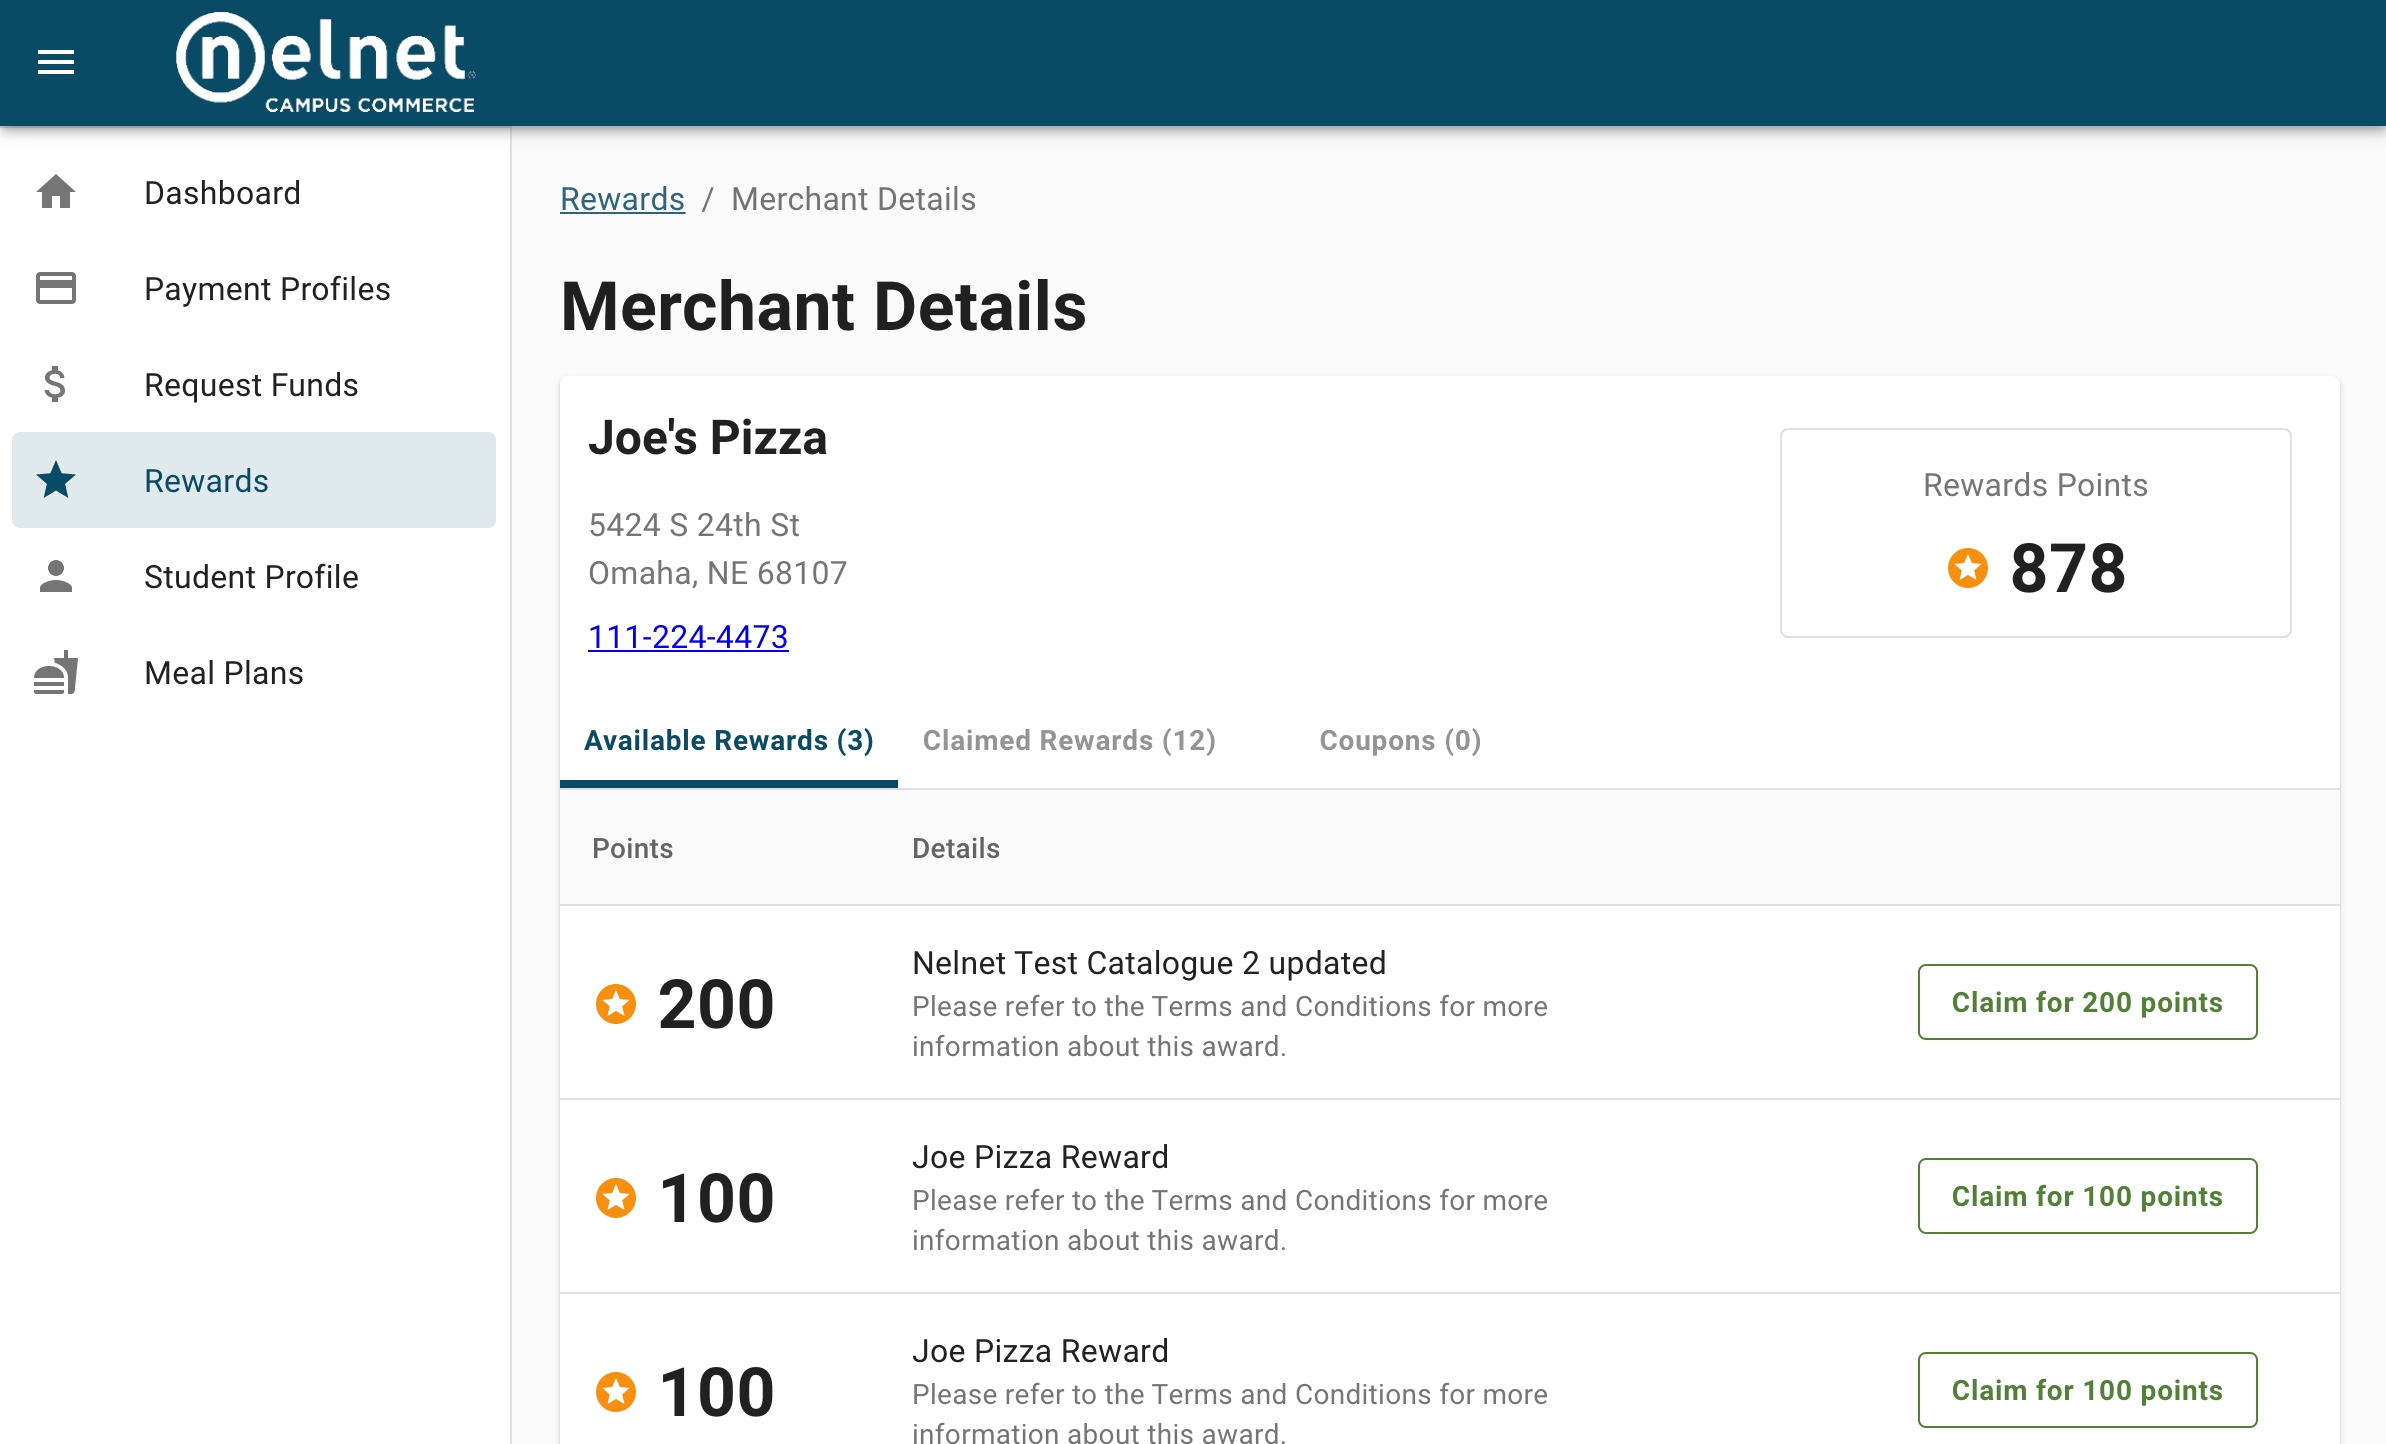 nelnet
CAMPUS COMMERCE
Dashboard
Payment Profiles
Request Funds
Rewards
Student Profile
Meal Plans
Rewards / Merchant Details
Merchant Details
Joe's Pizza
5424 S 24th St
Omaha, NE 68107
111-224-4473
Rewards Points
878
Available Rewards (3) Claimed Rewards (12) Coupons (0)
Points Details
200
Nelnet Test Catalogue 2 updated
Please refer to the Terms and Conditions for more
information about this award.
Claim for 200 points
100
Joe Pizza Reward
Please refer to the Terms and Conditions for more
information about this award.
Claim for 100 points
100
Joe Pizza Reward
Please refer to the Terms and Conditions for more
information about this award.
Claim for 100 points